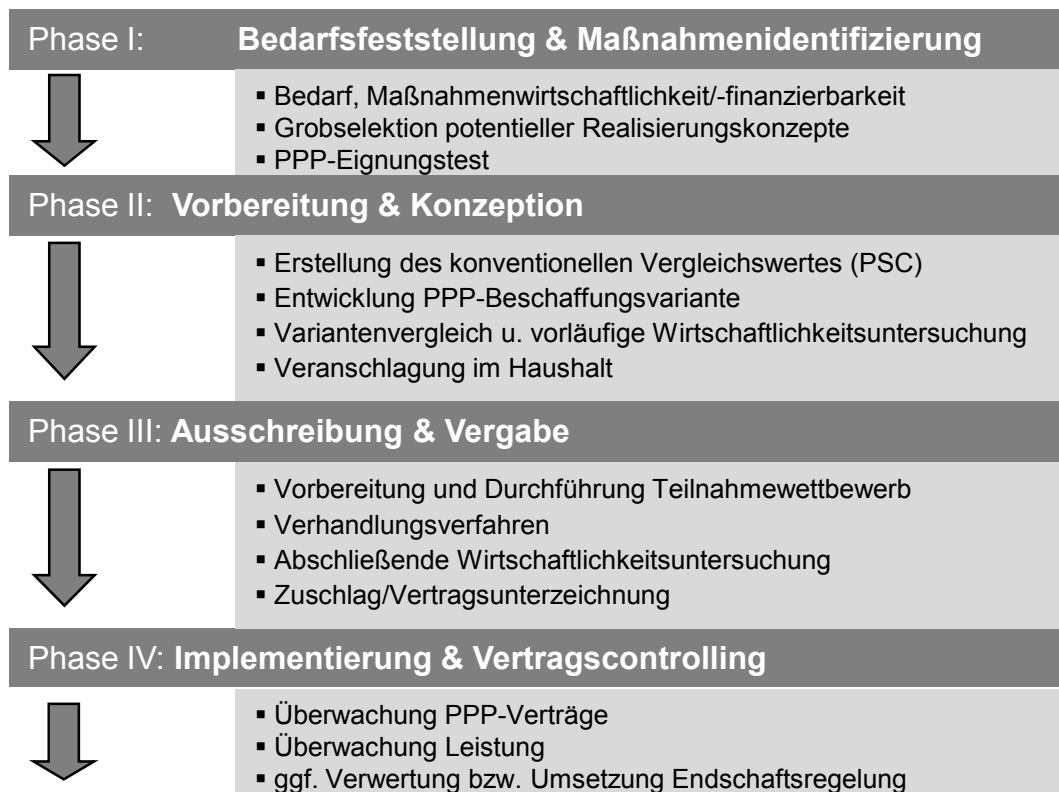 Phase I: Bedarfsfeststellung & Maßnahmenidentifizierung
▪ Bedarf, Maßnahmenwirtschaftlichkeit/-finanzierbarkeit
▪ Grobselektion potentieller Realisierungskonzepte
▪ PPP-Eignungstest
Phase II: Vorbereitung & Konzeption
▪ Erstellung des konventionellen Vergleichswertes (PSC)
▪ Entwicklung PPP-Beschaffungsvariante
▪ Variantenvergleich u. vorläufige Wirtschaftlichkeitsuntersuchung
▪ Veranschlagung im Haushalt
Phase III: Ausschreibung & Vergabe
▪ Vorbereitung und Durchführung Teilnahmewettbewerb
▪ Verhandlungsverfahren
▪ Abschließende Wirtschaftlichkeitsuntersuchung
▪ Zuschlag/Vertragsunterzeichnung
Phase IV: Implementierung & Vertragscontrolling
▪ Überwachung PPP-Verträge
▪ Überwachung Leistung
▪ ggf. Verwertung bzw. Umsetzung Endschaftsregelung